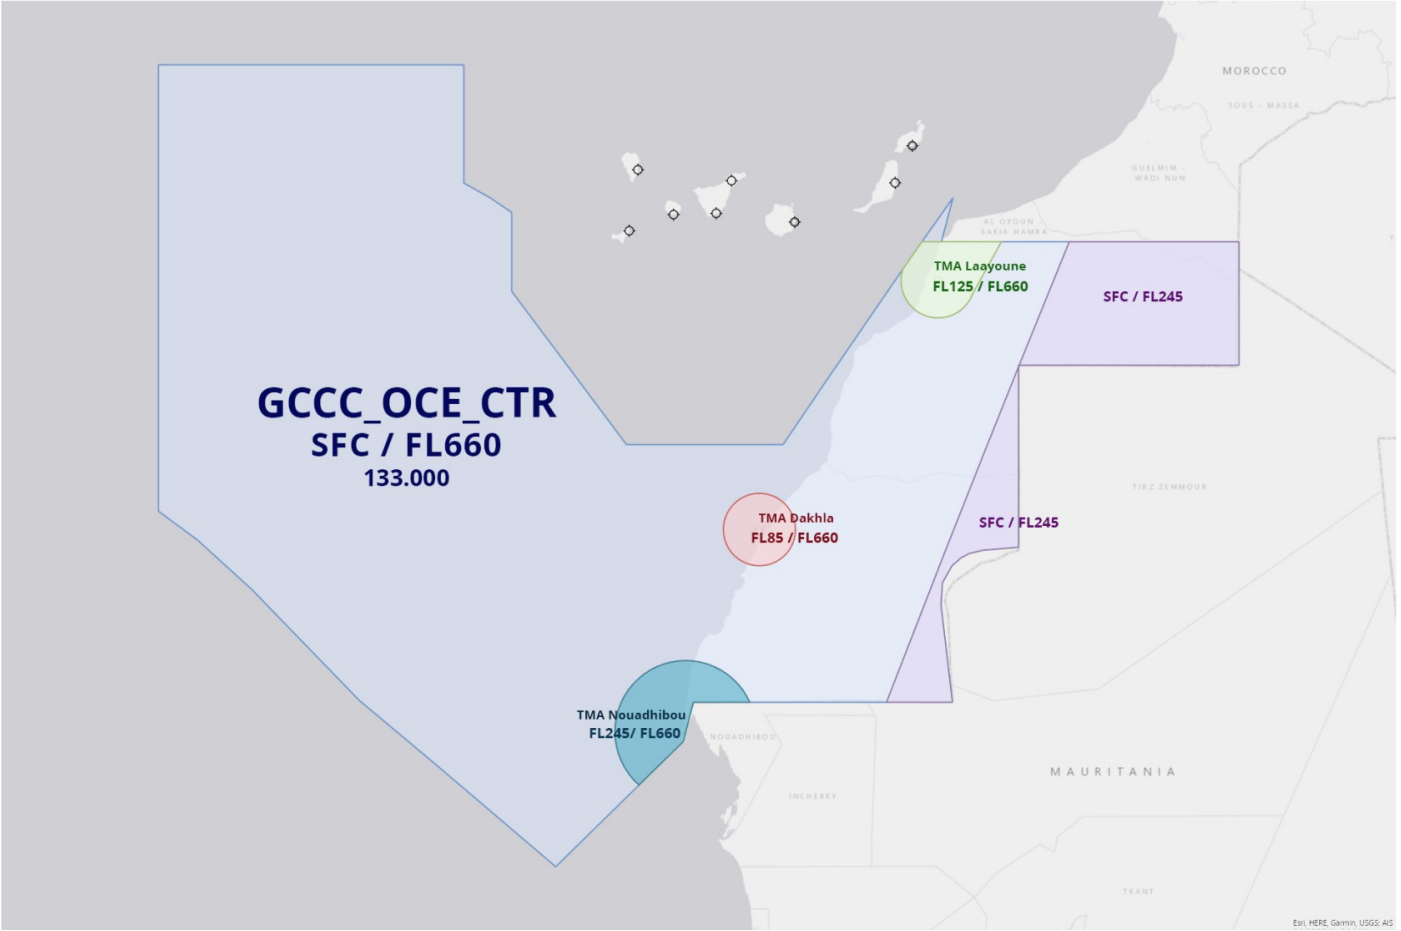 MOROCCO
SOUS - MASSA
GUELMIM -
WADI NUN
AL OYOUN -
SAKIA HAMRA
TMA Laayoune
FL125 / FL660
SFC / FL245
GCCC_OCE_CTR
SFC / FL660
133.000
TIRZ ZEMMOUR
TMA Dakhla
FL85 / FL660
SFC / FL245
TMA Nouadhibou
FL245/ FL660
NOUADHIBOU
MAURITANIA
INCHERRY
TKANT
Esri, HERE, Garmin, USGS; AIS